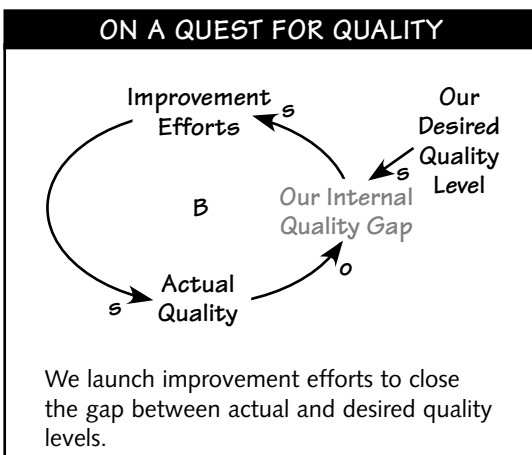 ON A QUEST FOR QUALITY
Improvement
Efforts
s
Our
Desired
Quality
Level
s
B
Our Internal
Quality Gap
o
Actual
Quality
s
We launch improvement efforts to close
the gap between actual and desired quality
levels.